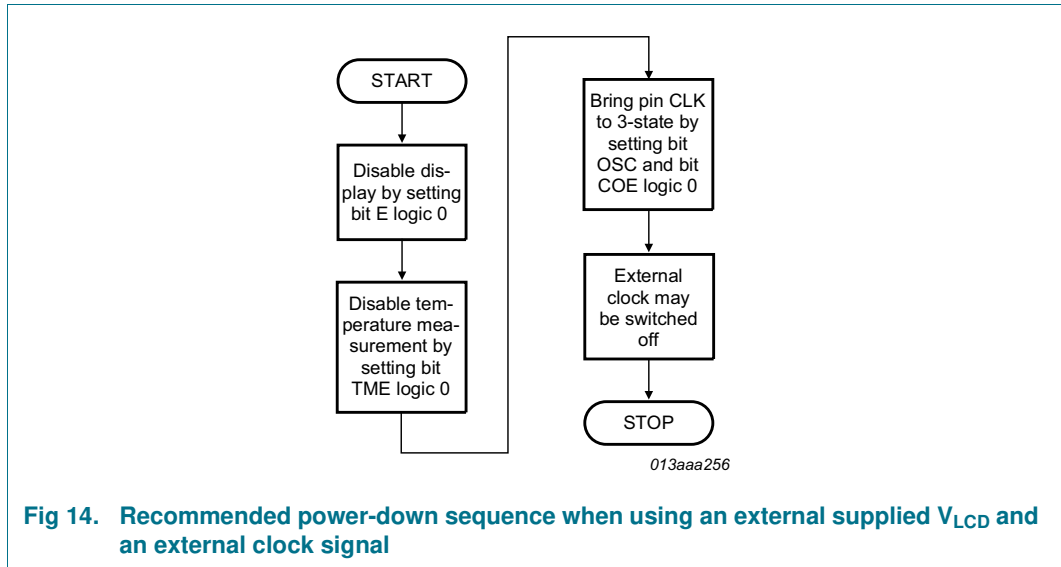 START
Disable dis-
play by setting
bit E logic 0
Disable tem-
perature mea-
surement by
setting bit
TME logic 0
Bring pin CLK
to 3-state by
setting bit
OSC and bit
COE logic 0
External
clock may
be switched
off
STOP
013aaa256
Fig 14. Recommended power-down sequence when using an external supplied VLCD and
an external clock signal